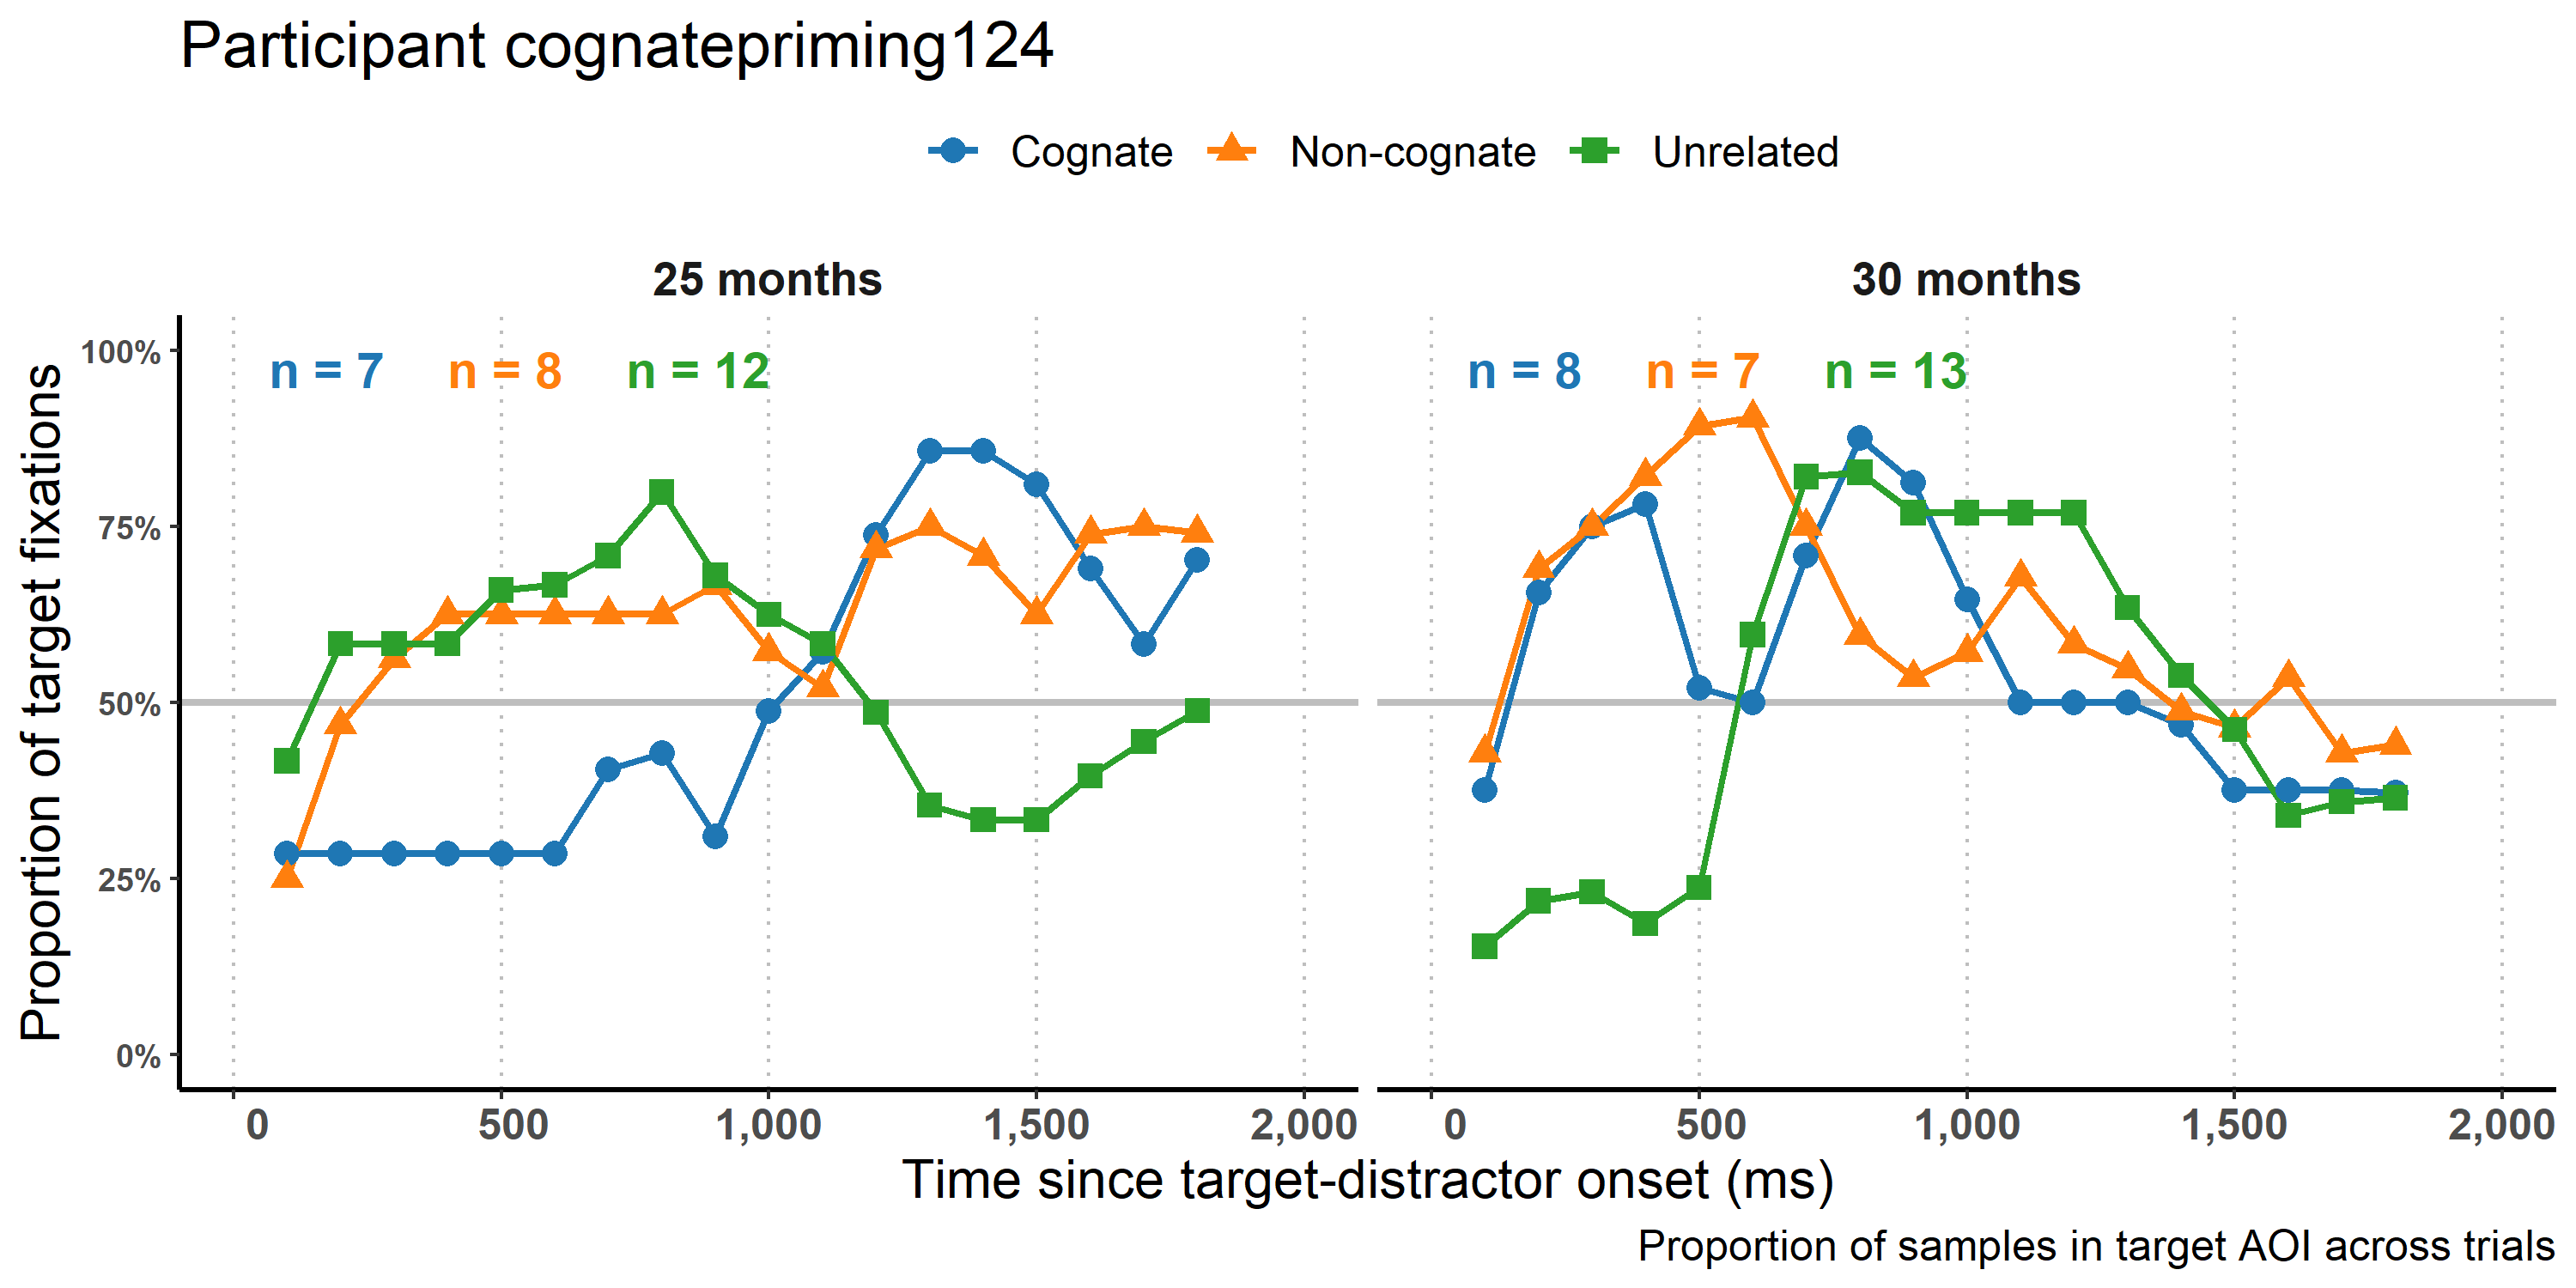 Participant cognatepriming124
Cognate Non-cognate Unrelated
25 months 30 months
n = 7 n = 8 n = 12 n = 8 n = 7 n = 13
100%
75%
50%
25%
0%
Proportion of target fixations
0 500 1,000 1,500 2,000 0 500 1,000 1,500 2,000
Time since target-distractor onset (ms)
Proportion of samples in target AOI across trials